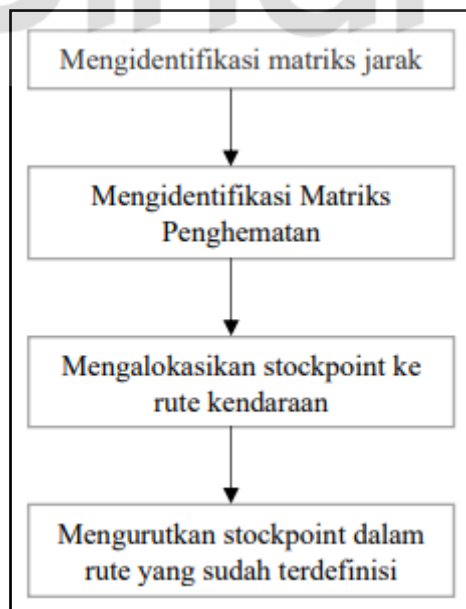 Mengidentifikasi matriks jarak
Mengidentifikasi Matriks
Penghematan
Mengalokasikan stockpoint ke
rute kendaraan
Mengurutkan stockpoint dalam
rute yang sudah terdefinisi